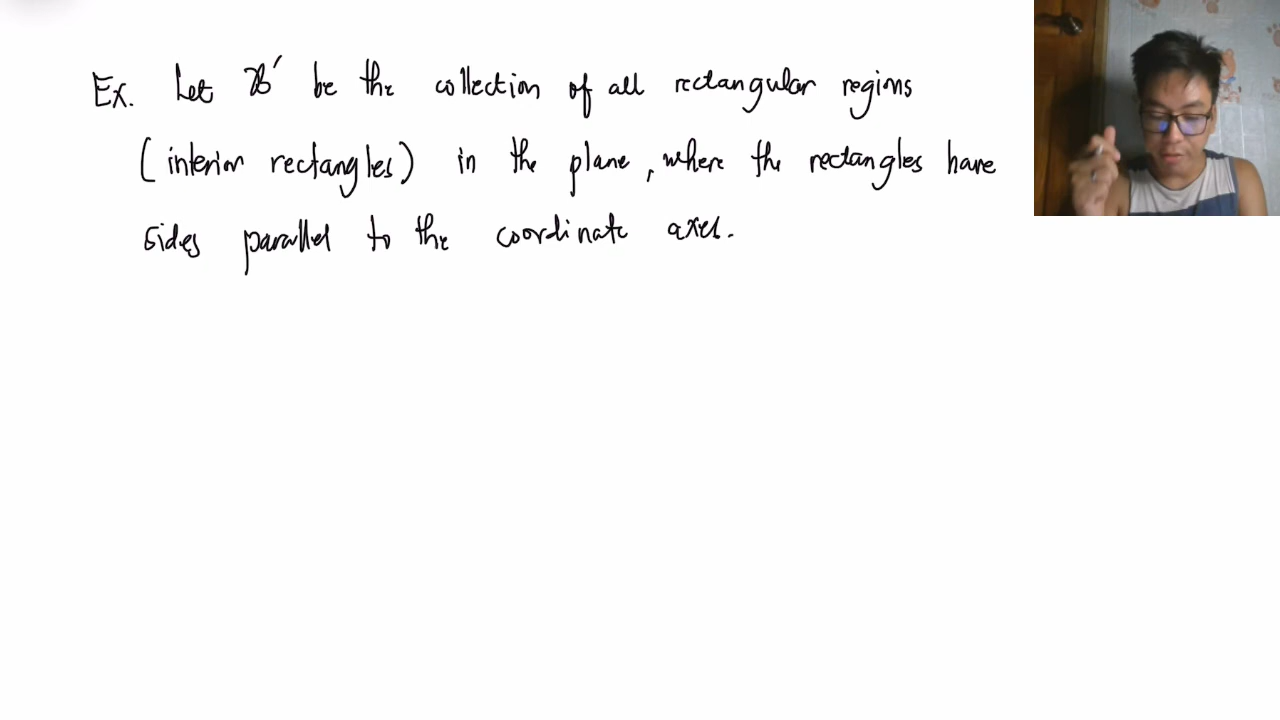 Ex. Let ℬ' be the collection of all rectangular regions
(interior rectangles) in the plane, where the rectangles have
sides parallel to the coordinate axes.